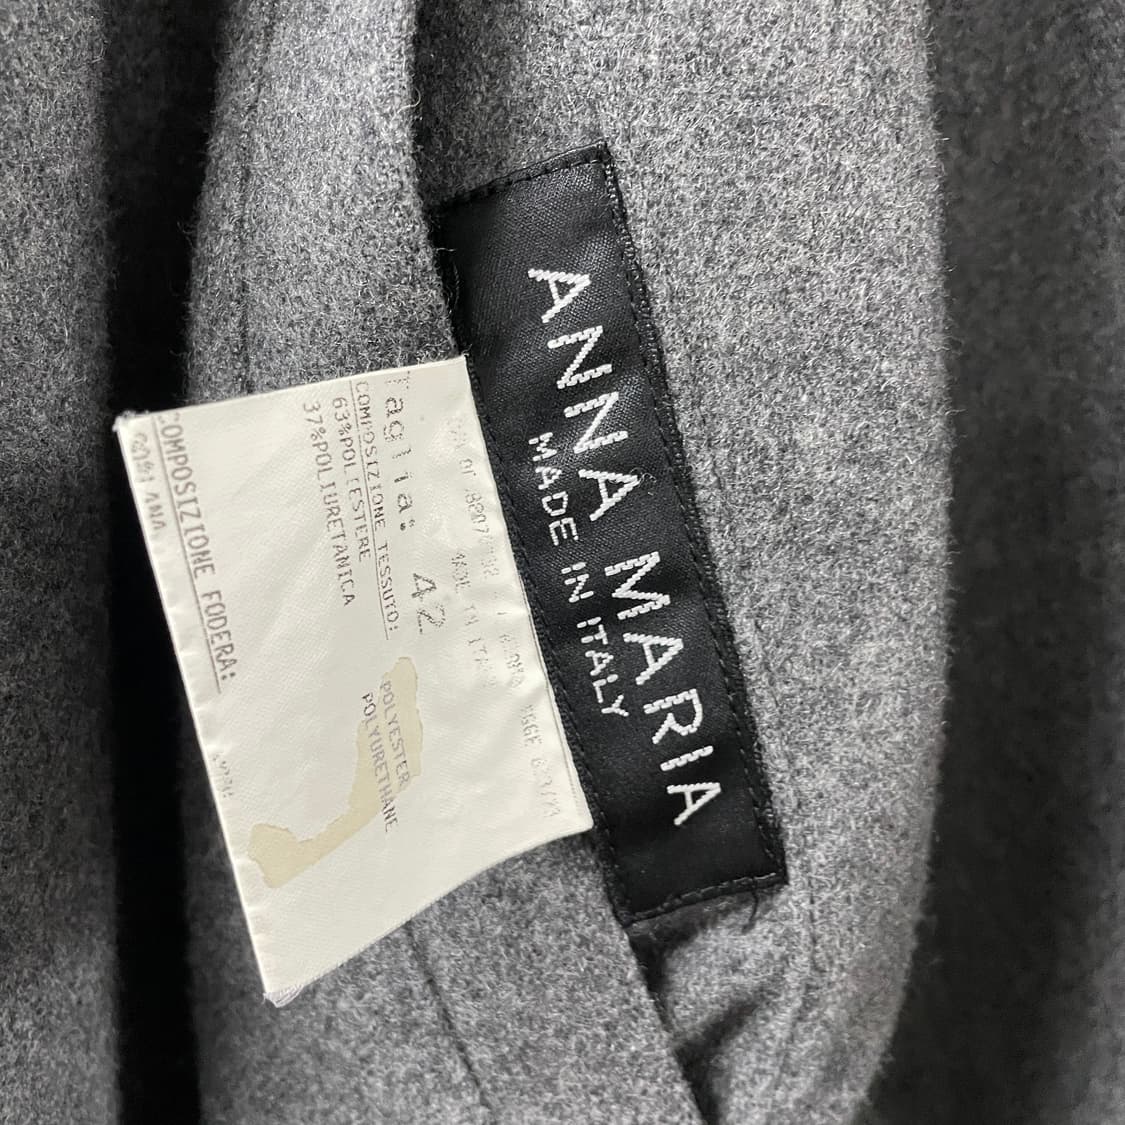 ANNA MARIA
MADE IN ITALY
Taglia: 42
COMPOSIZIONE TESSUTO:
63%POLIESTERE POLYESTER
37%POLIURETANICA POLYURETHANE
COMPOSIZIONE FODERA: